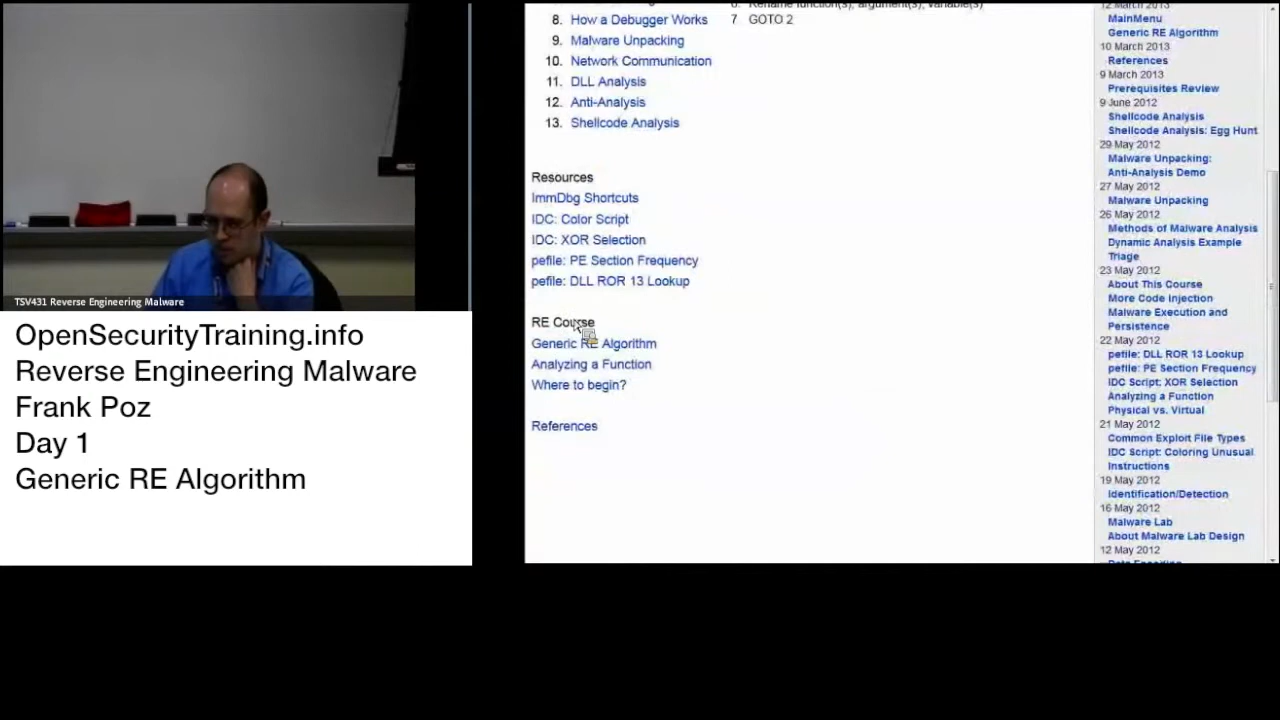 TSV431 Reverse Engineering Malware
OpenSecurityTraining.info
Reverse Engineering Malware
Frank Poz
Day 1
Generic RE Algorithm
8. How a Debugger Works
9. Malware Unpacking
10. Network Communication
11. DLL Analysis
12. Anti-Analysis
13. Shellcode Analysis
Resources
ImmDbg Shortcuts
IDC: Color Script
IDC: XOR Selection
pefile: PE Section Frequency
pefile: DLL ROR 13 Lookup
RE Course
Generic RE Algorithm
Analyzing a Function
Where to begin?
References
Rename function(s), argument(s), variable(s)
7 GOTO 2
12 March 2013
MainMenu
Generic RE Algorithm
10 March 2013
References
9 March 2013
Prerequisites Review
9 June 2012
Shellcode Analysis
Shellcode Analysis: Egg Hunt
29 May 2012
Malware Unpacking:
Anti-Analysis Demo
27 May 2012
Malware Unpacking
26 May 2012
Methods of Malware Analysis
Dynamic Analysis Example
Triage
23 May 2012
About This Course
More Code Injection
Malware Execution and
Persistence
22 May 2012
pefile: DLL ROR 13 Lookup
pefile: PE Section Frequency
IDC Script: XOR Selection
Analyzing a Function
Physical vs. Virtual
21 May 2012
Common Exploit File Types
IDC Script: Coloring Unusual
Instructions
19 May 2012
Identification/Detection
16 May 2012
Malware Lab
About Malware Lab Design
12 May 2012